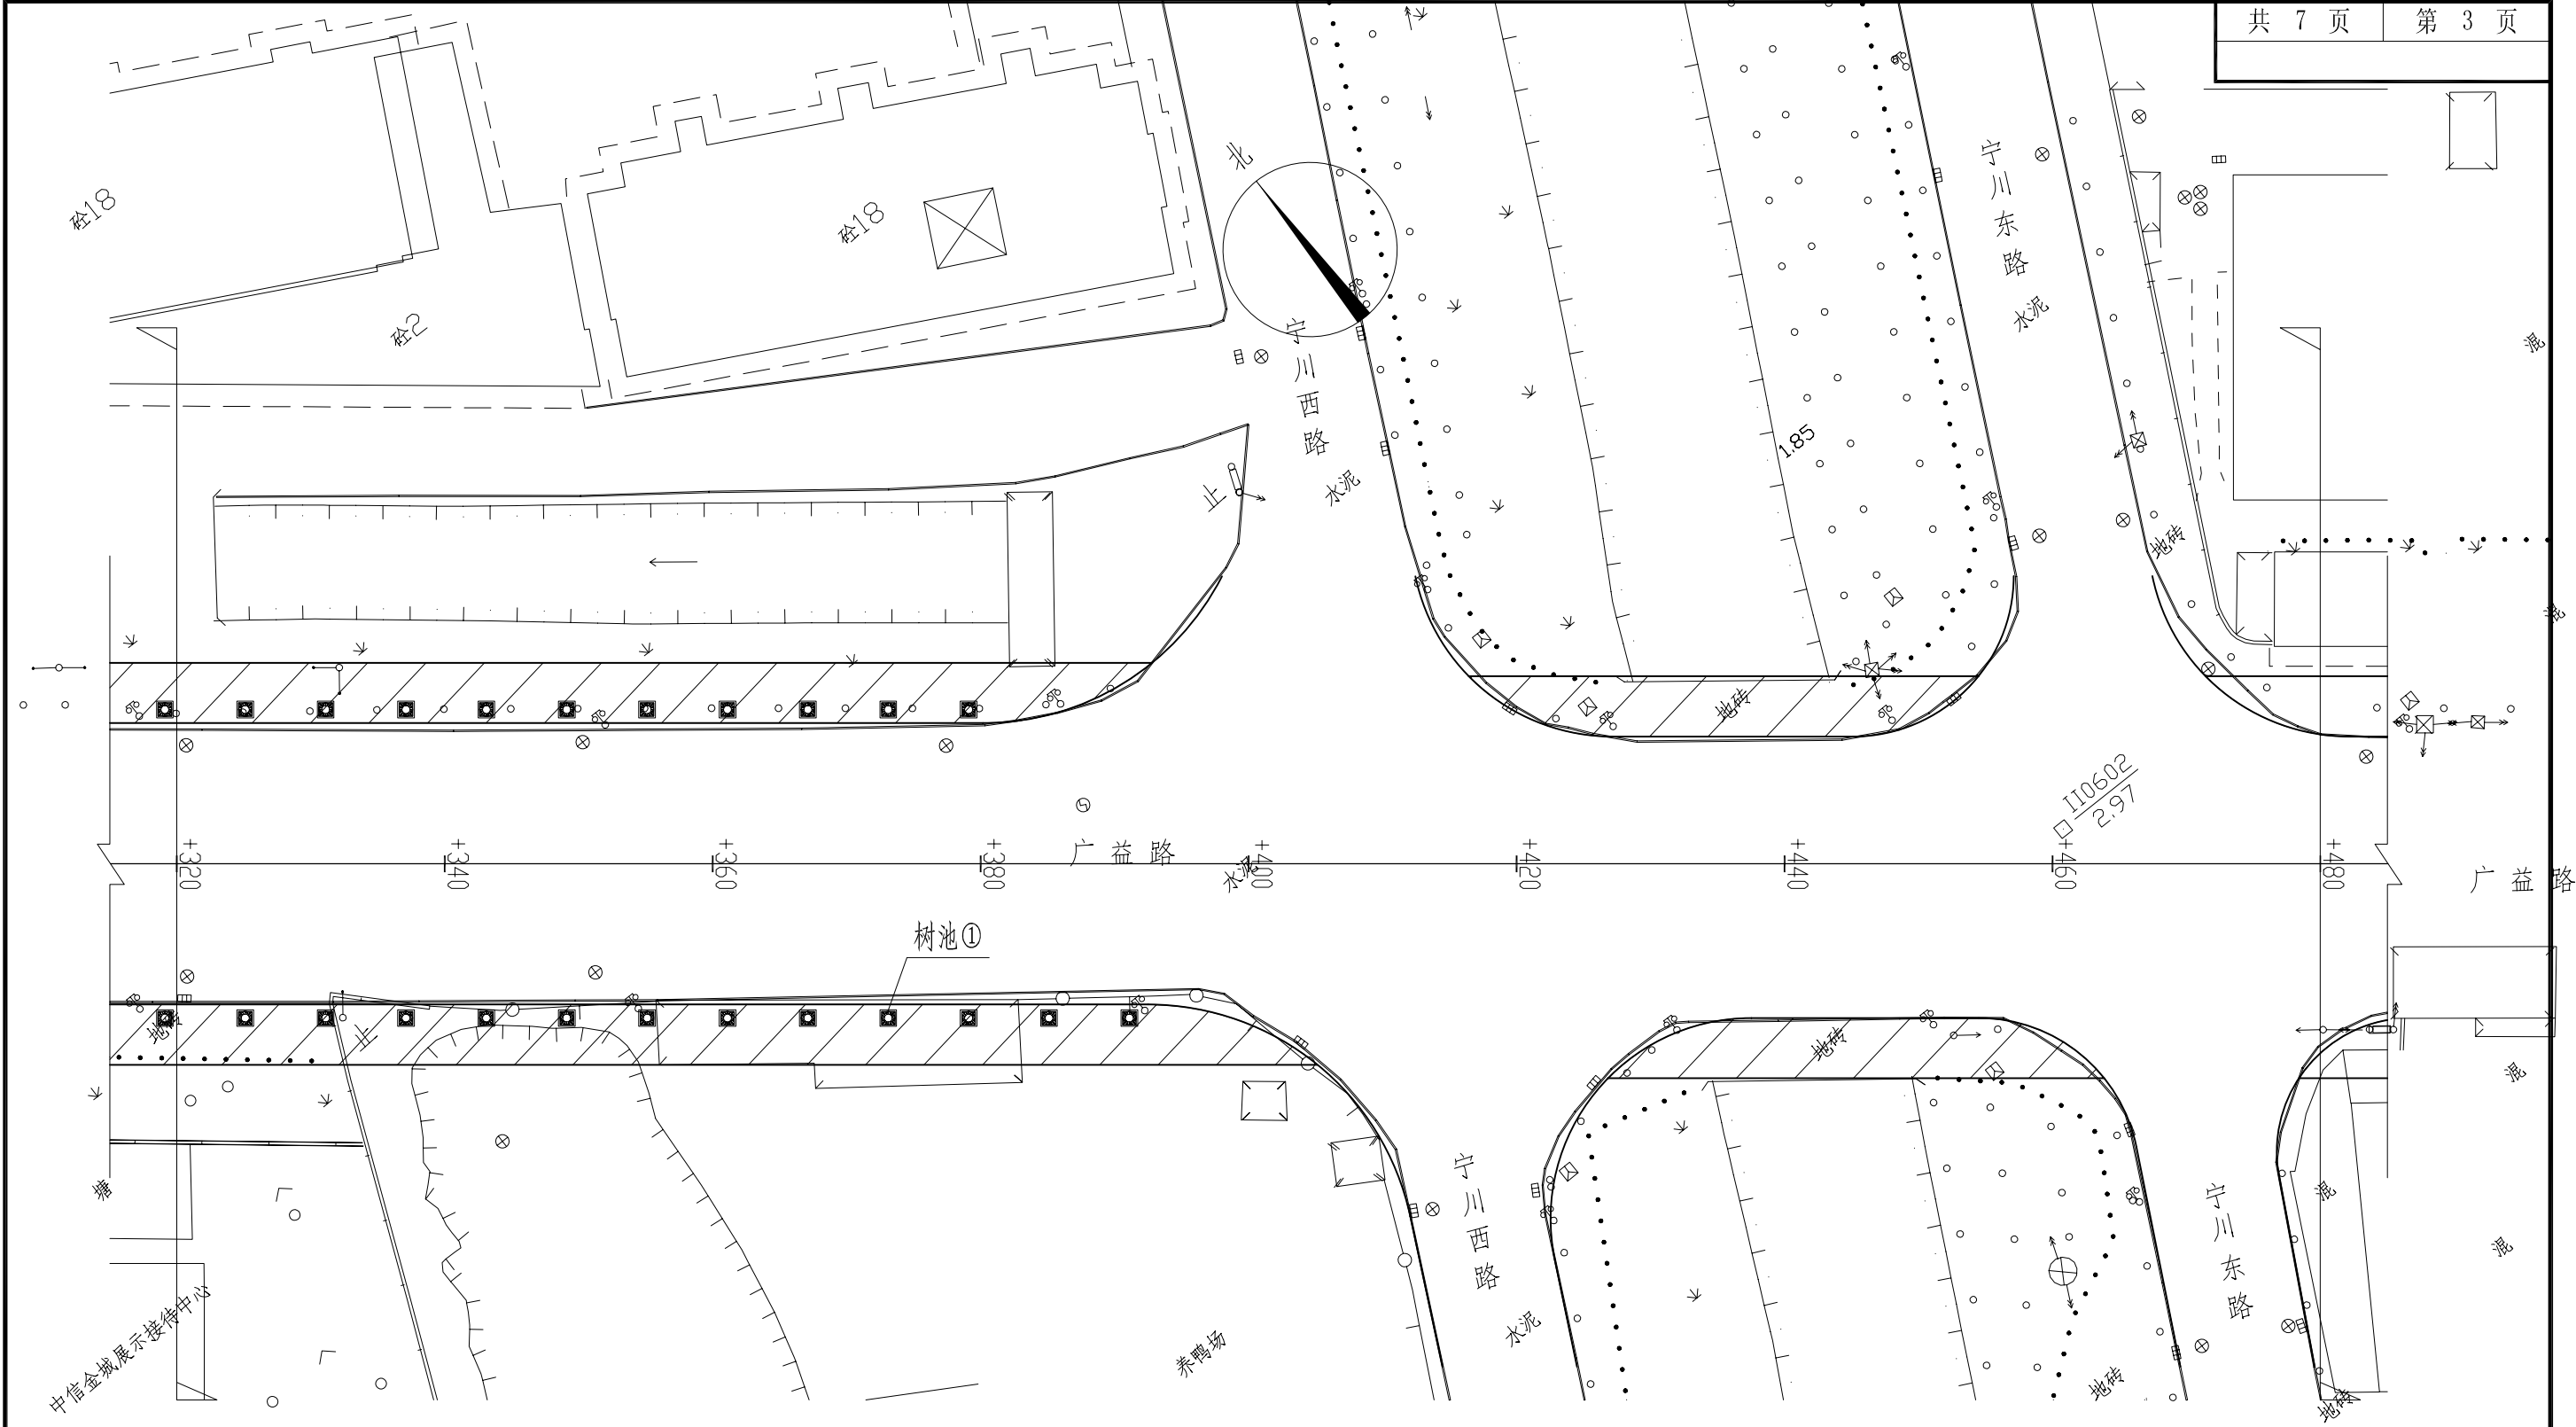 共 7 页 第 3 页
北
宁川东路
砼18
砼18
水泥
砼2
宁川西路
混
1.85
水泥
止
地砖
混
地砖
II0602
2.97
广益路
+320
+340
+360
+380
+400
+420
+440
+460
+480
水泥
广益路
树池①
地砖
止
地砖
混
塘
宁川西路
宁川东路
混
混
中信金城展示接待中心
水泥
养鸭场
地砖
地砖